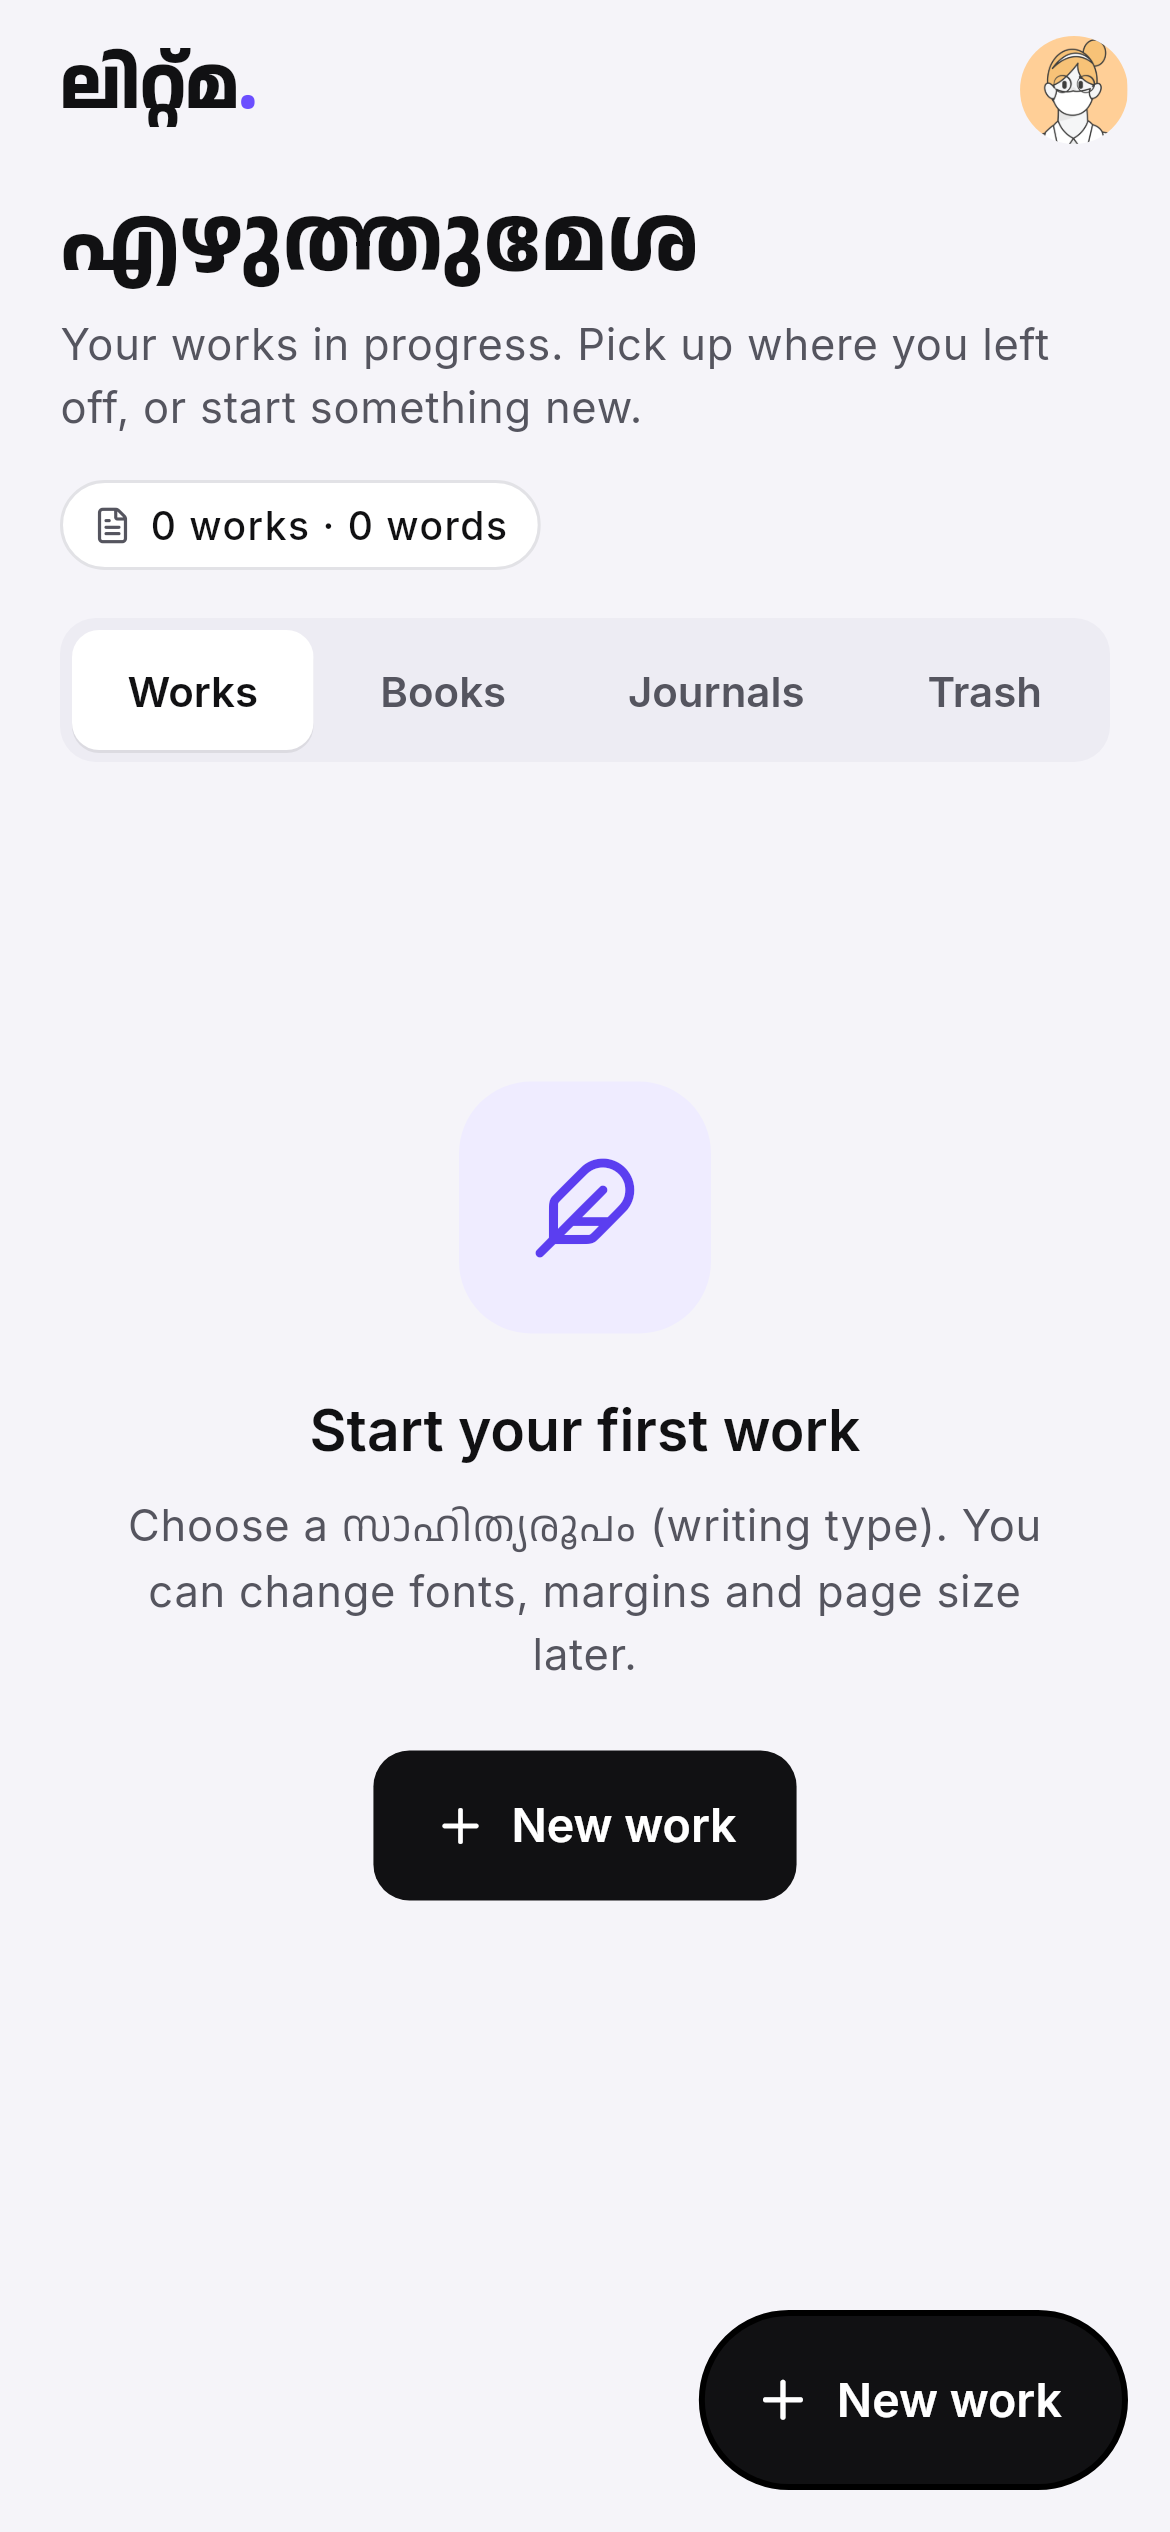 ലിറ്റ്മ.
എഴുത്തുമേശ
Your works in progress. Pick up where you left
off, or start something new.
0 works · 0 words
Works
Books
Journals
Trash
Start your first work
Choose a സാഹിത്യരൂപം (writing type). You
can change fonts, margins and page size
later.
+ New work
+ New work